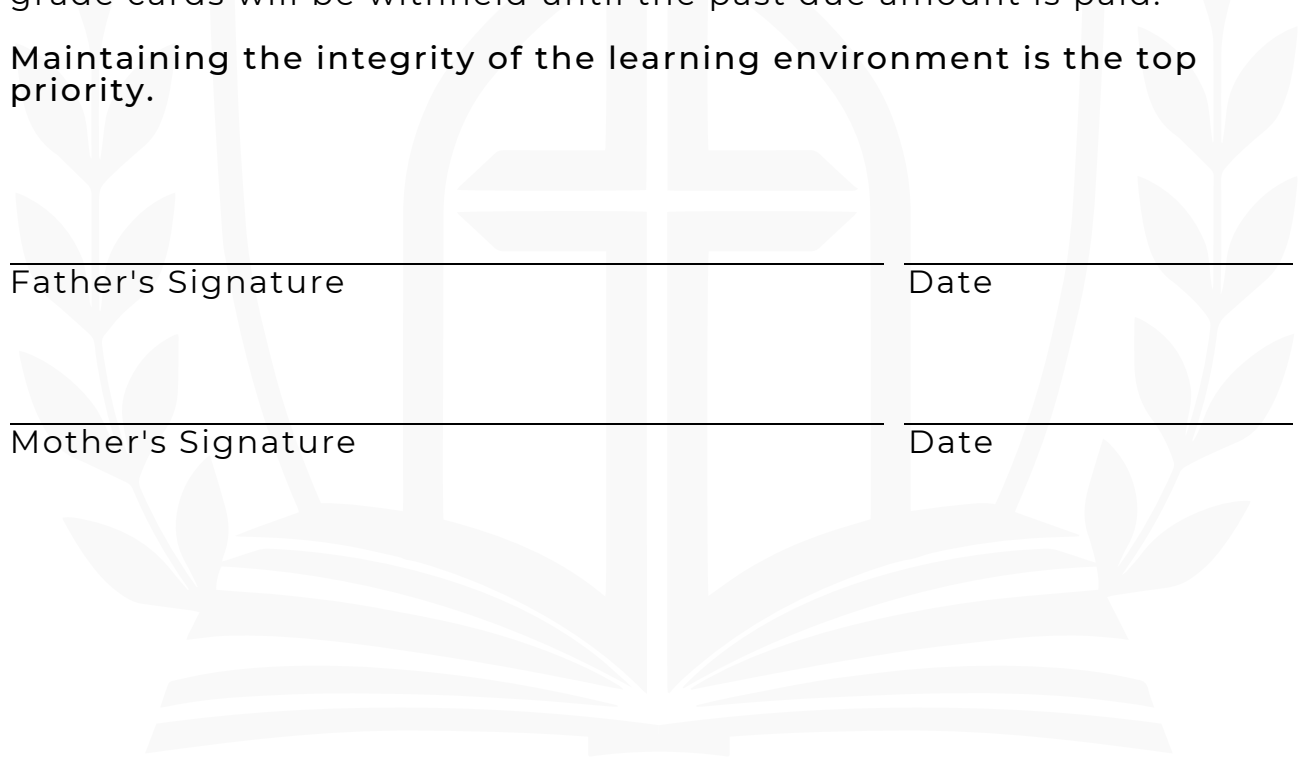 grade cards will be withheld until the past due amount is paid.
Maintaining the integrity of the learning environment is the top
priority.
Father's Signature Date
Mother's Signature Date